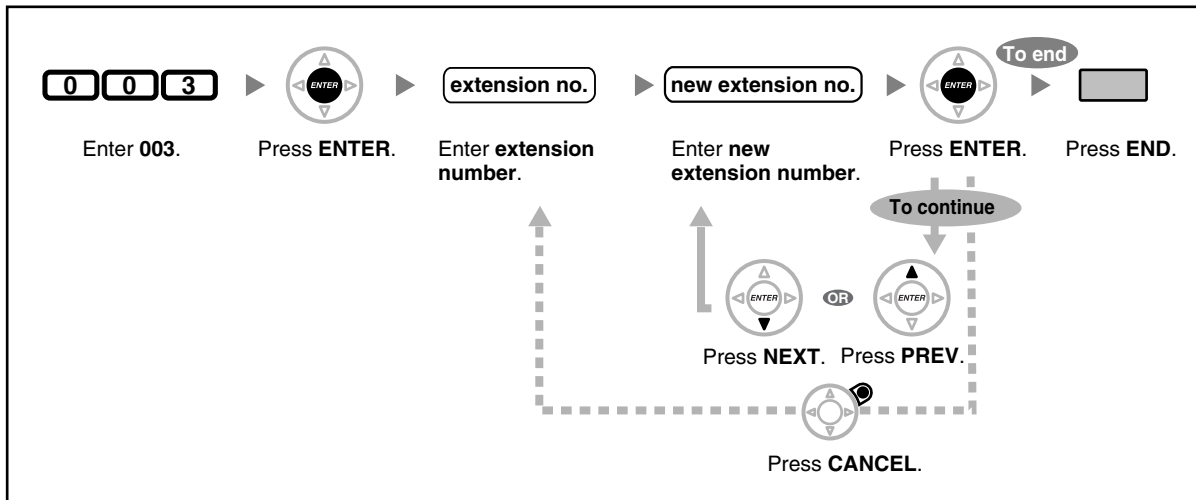 0 0 3
ENTER
extension no.
new extension no.
ENTER
To end
Enter 003.
Press ENTER.
Enter extension
number.
Enter new
extension number.
Press ENTER.
Press END.
To continue
ENTER
OR
ENTER
Press NEXT.
Press PREV.
Press CANCEL.